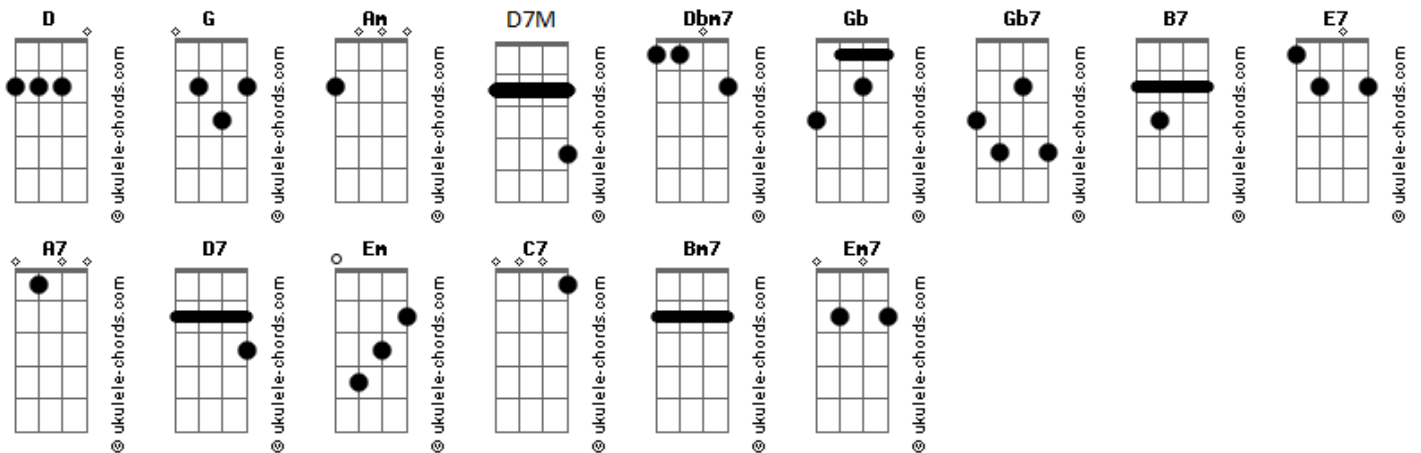 D G Am D7M Dbm7 Gb Gb7 B7 E7
© ukulele-chords.com © ukulele-chords.com © ukulele-chords.com © ukulele-chords.com © ukulele-chords.com © ukulele-chords.com © ukulele-chords.com © ukulele-chords.com © ukulele-chords.com
A7 D7 Em C7 Bm7 Em7
© ukulele-chords.com © ukulele-chords.com © ukulele-chords.com © ukulele-chords.com © ukulele-chords.com © ukulele-chords.com